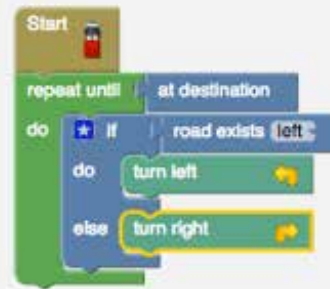 Start
repeat until at destination
do if road exists left
do turn left
else turn right